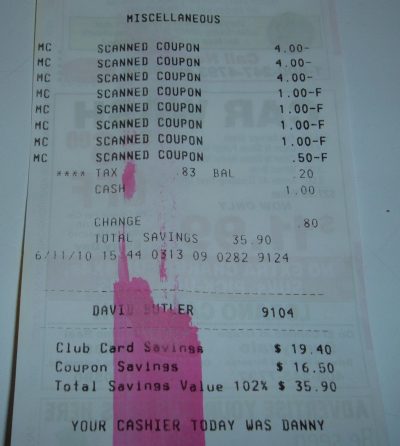 MISCELLANEOUS
MC SCANNED COUPON 4.00-
MC SCANNED COUPON 4.00-
MC SCANNED COUPON 4.00-
MC SCANNED COUPON 1.00-F
MC SCANNED COUPON 1.00-F
MC SCANNED COUPON 1.00-F
MC SCANNED COUPON 1.00-F
MC SCANNED COUPON .50-F
**** TAX .83 BAL .20
CASH 1.00
CHANGE .80
TOTAL SAVINGS 35.90
6/11/10 15:44 0313 09 0282 9124
DAVID BUTLER 9104
Club Card Savings $ 19.40
Coupon Savings $ 16.50
Total Savings Value 102% $ 35.90
YOUR CASHIER TODAY WAS DANNY